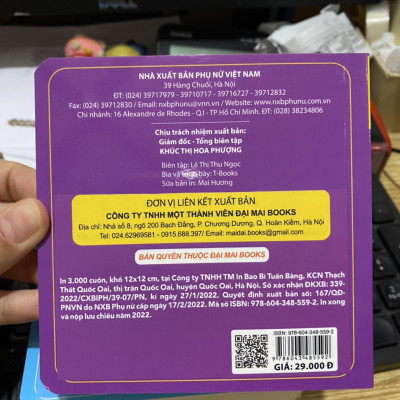 NHÀ XUẤT BẢN PHỤ NỮ VIỆT NAM
39 Hàng Chuối, Hà Nội
ĐT: (024) 39717979 - 39710717 - 39716727 - 39712832
Fax: (024) 39712830 / Email: nxbphunu@vnn.vn / Website: www.nxbphunu.com.vn
Chi nhánh: 16 Alexandre de Rhodes - Q.I - TP Hồ Chí Minh. ĐT: (028) 38234806
Chịu trách nhiệm xuất bản:
Giám đốc - Tổng biên tập
KHÚC THỊ HOA PHƯỢNG
Biên tập: Lê Thị Thu Ngọc
Bìa và bày: T-Books
Sửa bản in: Mai Hương
ĐƠN VỊ LIÊN KẾT XUẤT BẢN
CÔNG TY TNHH MỘT THÀNH VIÊN ĐẠI MAI BOOKS
Địa chỉ: Nhà số 8, ngõ 200 Bạch Đằng, P. Chương Dương, Q. Hoàn Kiếm, Hà Nội
Tel: 024.62969581 - 0915.688.397/ Email: maidai.books@gmail.com
BẢN QUYỀN THUỘC ĐẠI MAI BOOKS
In 3.000 cuốn, khổ 12x12 cm, tại Công ty TNHH TM In Bao Bì Tuấn Bằng, KCN Thạch
Thất Quốc Oai, thị trấn Quốc Oai, huyện Quốc Oai, Hà Nội. Số xác nhận ĐKXB: 339-
2022/CXBIPH/39-07/PN, kí ngày 27/1/2022. Quyết định xuất bản số: 167/QĐ-
PNVN do NXB Phụ nữ cấp ngày 17/2/2022. Mã số ISBN: 978-604-348-559-2. In xong
và nộp lưu chiểu năm 2022.
ISBN: 978-604-348-559-2
9 786043 485592
GIÁ: 29.000 Đ